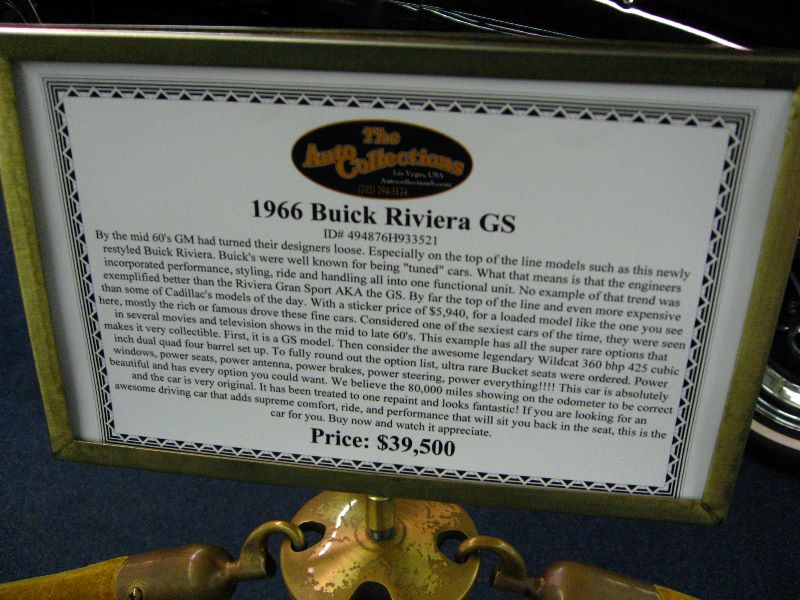 The
Auto Collections
Las Vegas, USA
Autocollections.com
(702) 794-3174
1966 Buick Riviera GS
ID# 494876H933521
By the mid 60's GM had turned their designers loose. Especially on the top of the line models such as this newly
restyled Buick Riviera. Buick's were well known for being "tuned" cars. What that means is that the engineers
incorporated performance, styling, ride and handling all into one functional unit. No example of that trend was
exemplified better than the Riviera Gran Sport AKA the GS. By far the top of the line and even more expensive
than some of Cadillac's models of the day. With a sticker price of $5,940, for a loaded model like the one you see
here, mostly the rich or famous drove these fine cars. Considered one of the sexiest cars of the time, they were seen
in several movies and television shows in the mid to late 60's. This example has all the super rare options that
makes it very collectible. First, it is a GS model. Then consider the awesome legendary Wildcat 360 bhp 425 cubic
inch dual quad four barrel set up. To fully round out the option list, ultra rare Bucket seats were ordered. Power
windows, power seats, power antenna, power brakes, power steering, power everything!!!! This car is absolutely
beautiful and has every option you could want. We believe the 80,000 miles showing on the odometer to be correct
and the car is very original. It has been treated to one repaint and looks fantastic! If you are looking for an
awesome driving car that adds supreme comfort, ride, and performance that will sit you back in the seat, this is the
car for you. Buy now and watch it appreciate.
Price: $39,500